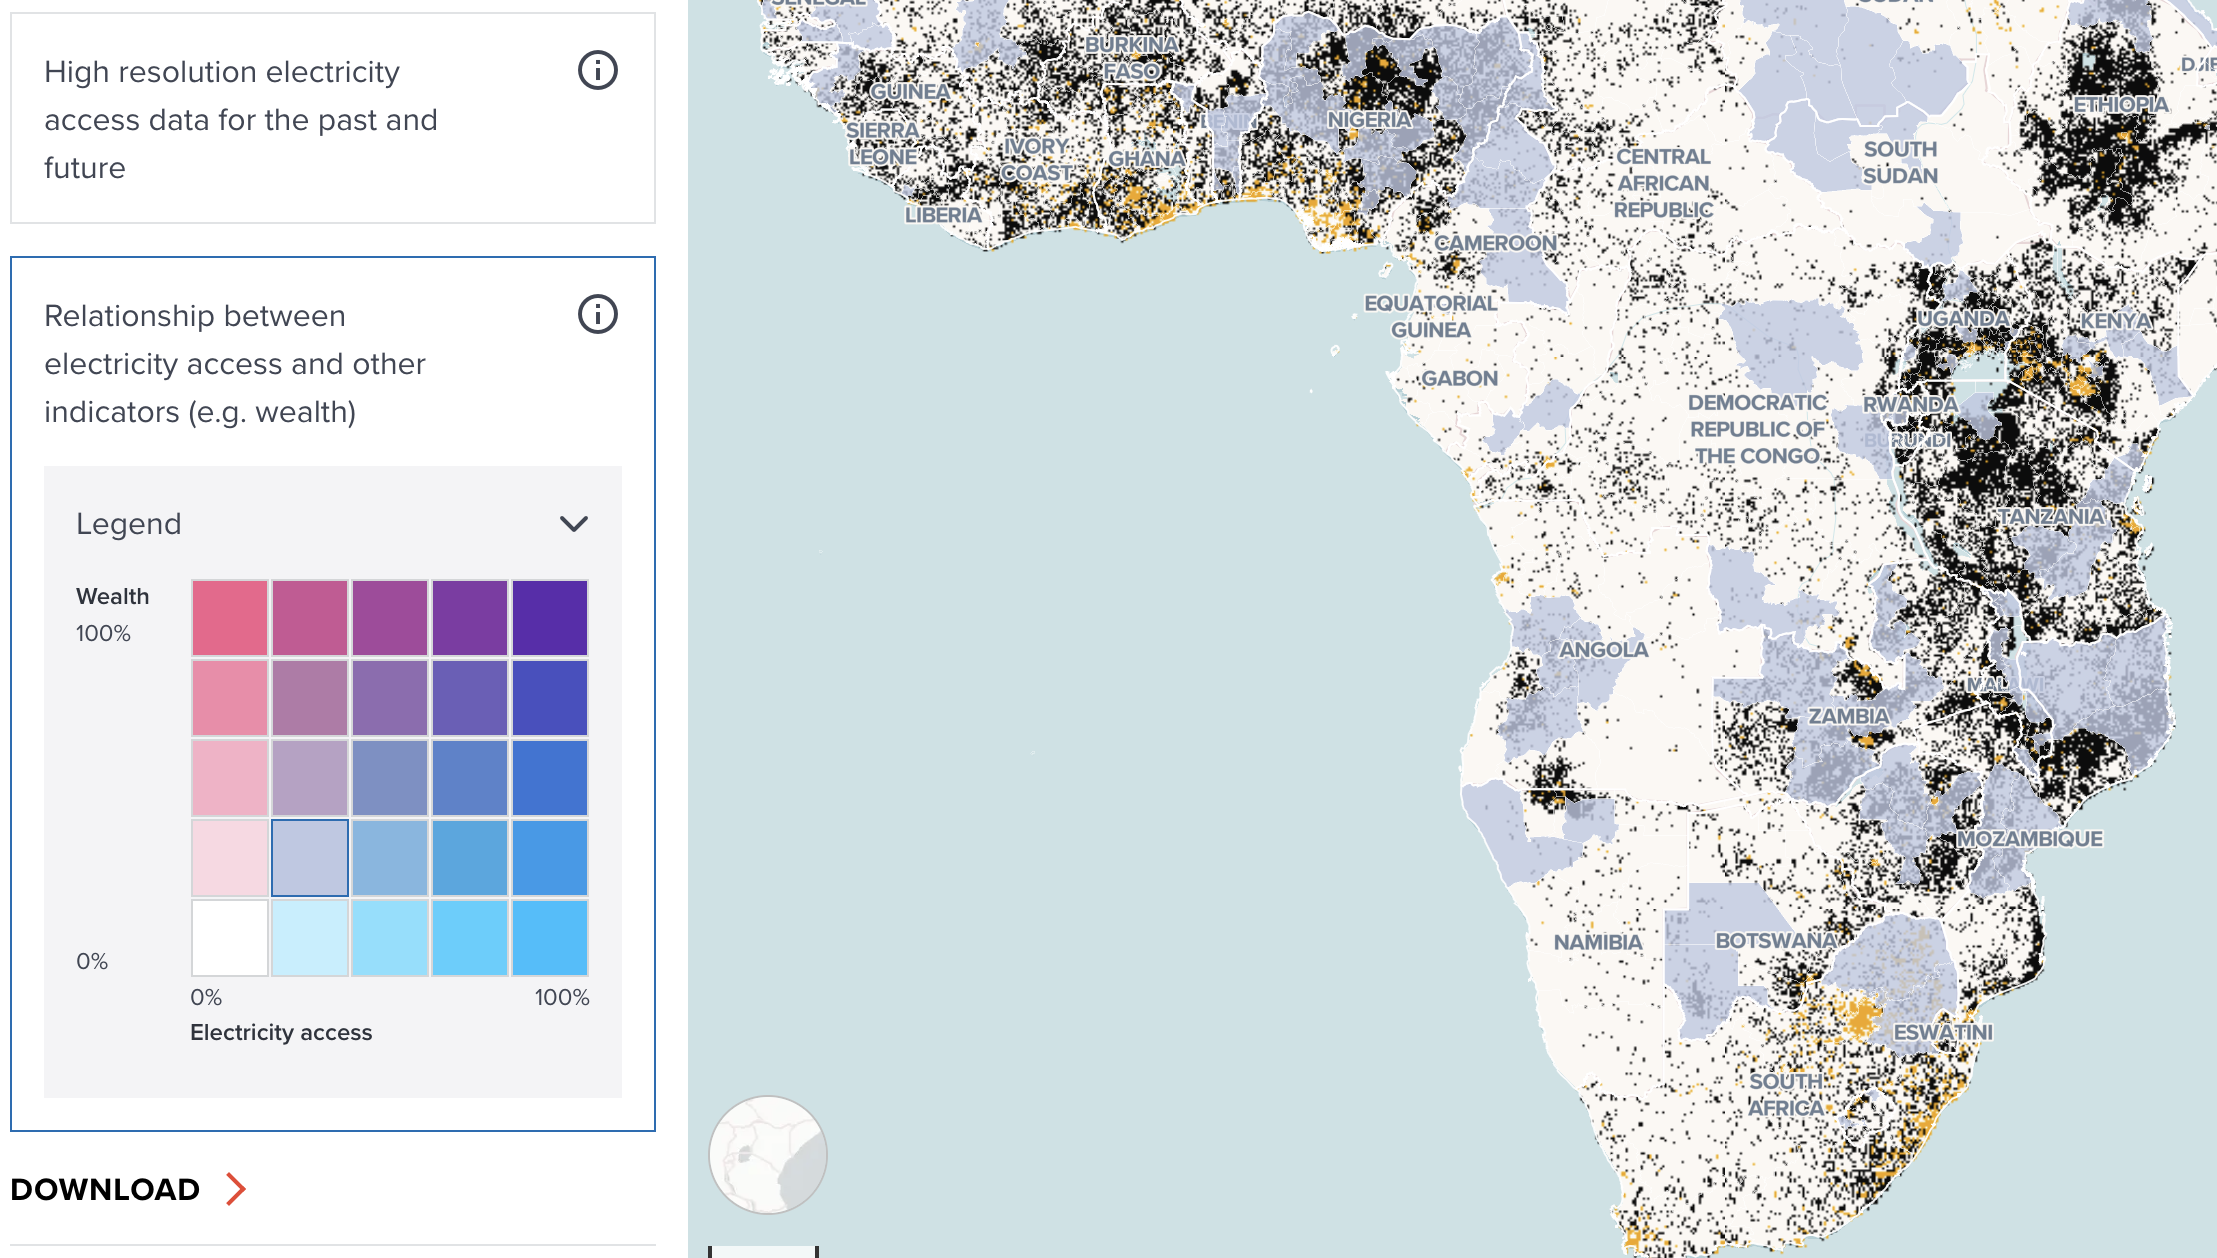 High resolution electricity
access data for the past and
future
Relationship between
electricity access and other
indicators (e.g. wealth)
Legend
Wealth
100%
0%
0%
100%
Electricity access
DOWNLOAD
SENEGAL
SUDAN
BURKINA
FASO
GUINEA
SIERRA
LEONE
IVORY
COAST
GHANA
LIBERIA
NIGERIA
CAMEROON
CENTRAL
AFRICAN
REPUBLIC
SOUTH
SUDAN
ETHIOPIA
EQUATORIAL
GUINEA
GABON
UGANDA
KENYA
DEMOCRATIC
REPUBLIC OF
THE CONGO
RWANDA
BURUNDI
TANZANIA
ANGOLA
ZAMBIA
MOZAMBIQUE
NAMIBIA
BOTSWANA
ESWATINI
SOUTH
AFRICA